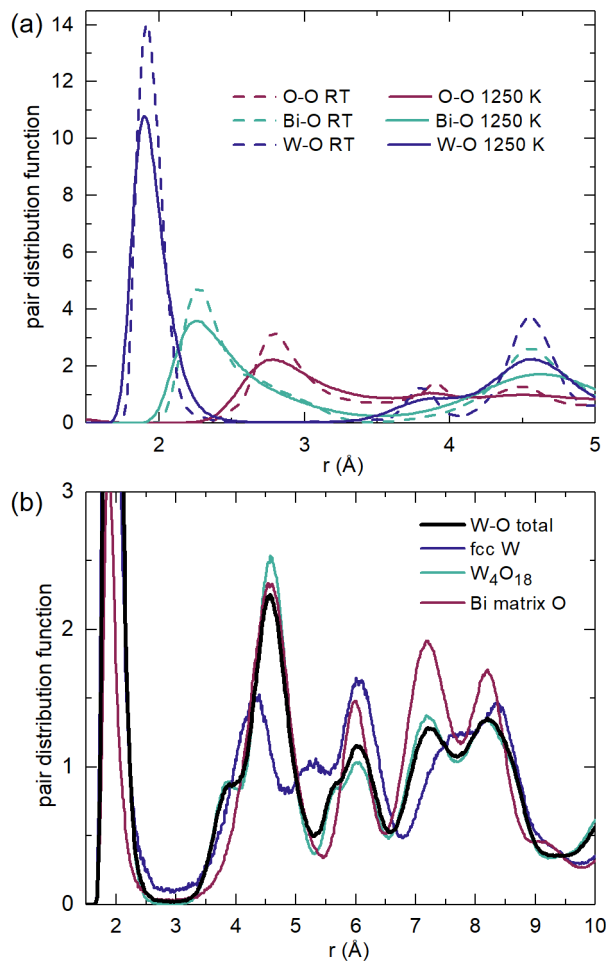 (a)
14
12
10
8
6
4
2
0
pair distribution function
O-O RT
O-O 1250 K
Bi-O RT
Bi-O 1250 K
W-O RT
W-O 1250 K
2
3
4
5
r (Å)
(b)
3
2
1
0
pair distribution function
W-O total
fcc W
W4O18
Bi matrix O
2
3
4
5
6
7
8
9
10
r (Å)